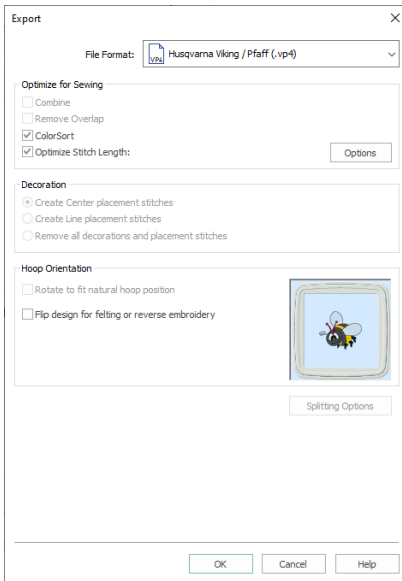 Export
File Format: VP4 Husqvarna Viking / Pfaff (.vp4)
Optimize for Sewing
Combine
Remove Overlap
ColorSort
Optimize Stitch Length: Options
Decoration
Create Center placement stitches
Create Line placement stitches
Remove all decorations and placement stitches
Hoop Orientation
Rotate to fit natural hoop position
Flip design for felting or reverse embroidery
Splitting Options
OK Cancel Help